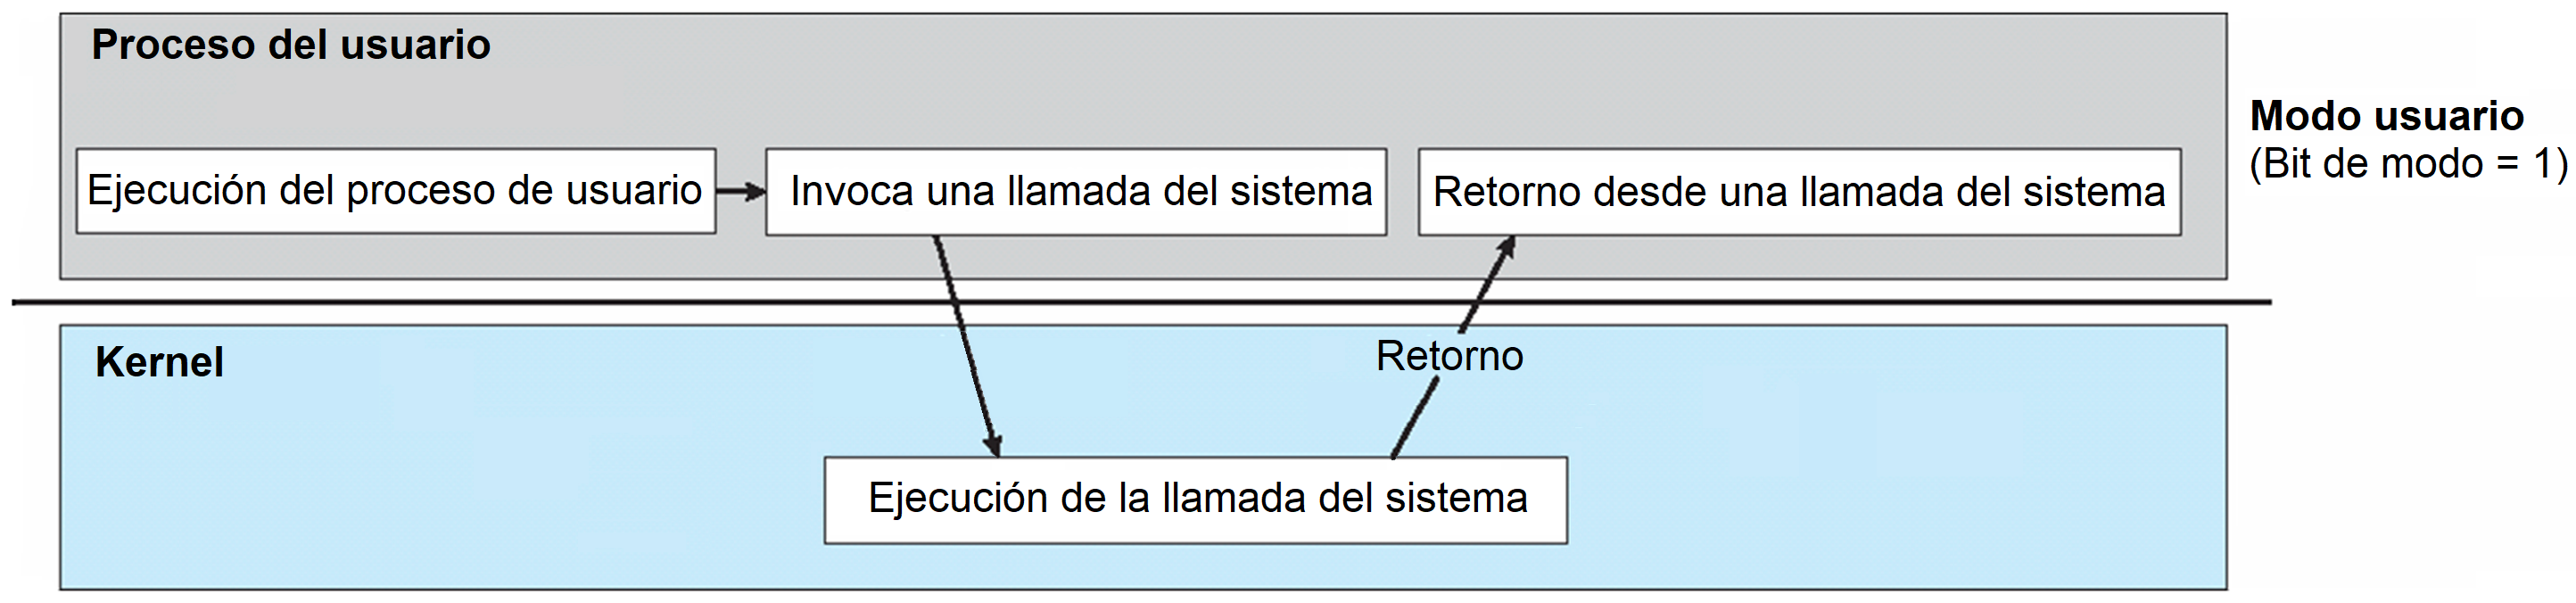 Proceso del usuario
Modo usuario
(Bit de modo = 1)
Ejecución del proceso de usuario
Invoca una llamada del sistema
Retorno desde una llamada del sistema
Kernel
Retorno
Ejecución de la llamada del sistema